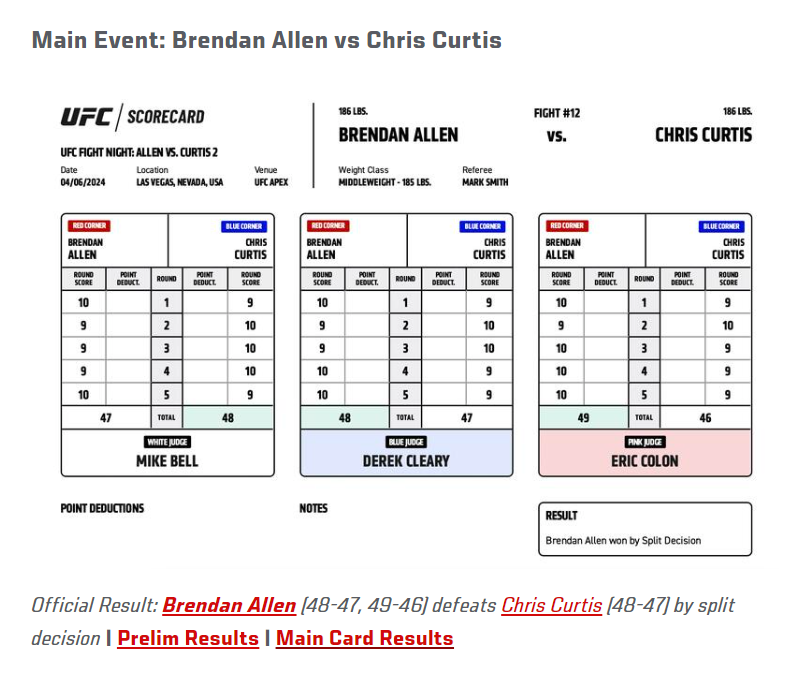 Main Event: Brendan Allen vs Chris Curtis
UFC / SCORECARD
UFC FIGHT NIGHT: ALLEN VS. CURTIS 2
Date Location Venue
04/06/2024 LAS VEGAS, NEVADA, USA UFC APEX
186 LBS. FIGHT #12 186 LBS.
BRENDAN ALLEN VS. CHRIS CURTIS
Weight Class Referee
MIDDLEWEIGHT - 185 LBS. MARK SMITH
RED CORNER BLUE CORNER
BRENDAN ALLEN CHRIS CURTIS
ROUND SCORE POINT DEDUCT. ROUND POINT DEDUCT. ROUND SCORE
10 1 9
9 2 10
9 3 10
9 4 10
10 5 9
47 TOTAL 48
WHITE JUDGE
MIKE BELL
RED CORNER BLUE CORNER
BRENDAN ALLEN CHRIS CURTIS
ROUND SCORE POINT DEDUCT. ROUND POINT DEDUCT. ROUND SCORE
10 1 9
9 2 10
9 3 10
10 4 9
10 5 9
48 TOTAL 47
BLUE JUDGE
DEREK CLEARY
RED CORNER BLUE CORNER
BRENDAN ALLEN CHRIS CURTIS
ROUND SCORE POINT DEDUCT. ROUND POINT DEDUCT. ROUND SCORE
10 1 9
9 2 10
10 3 9
10 4 9
10 5 9
49 TOTAL 46
PINK JUDGE
ERIC COLON
POINT DEDUCTIONS
NOTES
RESULT
Brendan Allen won by Split Decision
Official Result: Brendan Allen (48-47, 49-46) defeats Chris Curtis (48-47) by split
decision | Prelim Results | Main Card Results